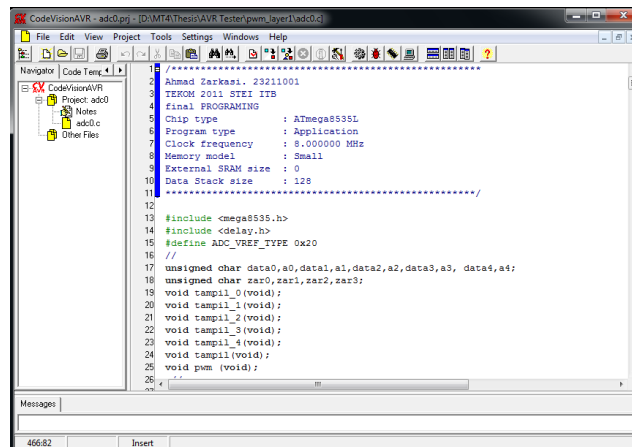 CodeVisionAVR - adc0.prj - [D:\MT4\Thesis\AVR Tester\pwm_layer1\adc0.c]
File Edit View Project Tools Settings Windows Help
Navigator Code Temp
CodeVisionAVR
Project: adc0
Notes
adc0.c
Other Files
1 /***************************************************
2 Ahmad Zarkasi. 23211001
3 TEKOM 2011 STEI ITB
4 final PROGRAMING
5 Chip type : ATmega8535L
6 Program type : Application
7 Clock frequency : 8.000000 MHz
8 Memory model : Small
9 External SRAM size : 0
10 Data Stack size : 128
11 ***************************************************/
12
13 #include <mega8535.h>
14 #include <delay.h>
15 #define ADC_VREF_TYPE 0x20
16 //
17 unsigned char data0,a0,data1,a1,data2,a2,data3,a3, data4,a4;
18 unsigned char zar0,zar1,zar2,zar3;
19 void tampil_0(void);
20 void tampil_1(void);
21 void tampil_2(void);
22 void tampil_3(void);
23 void tampil_4(void);
24 void tampil(void);
25 void pwm (void);
26
Messages
466:82 Insert